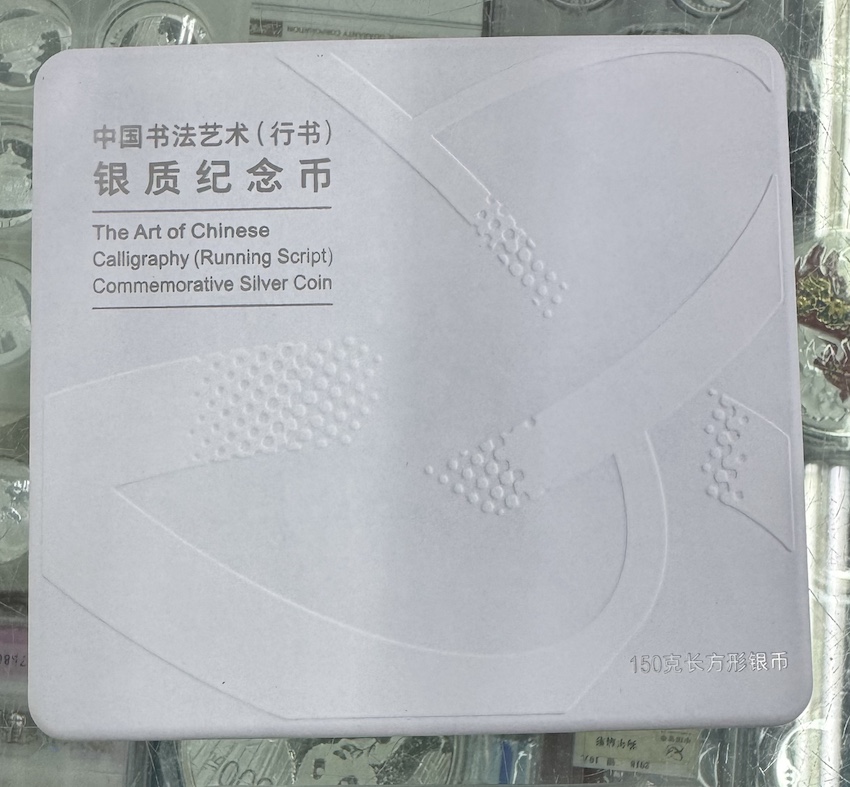 中国书法艺术（行书）
银质纪念币
The Art of Chinese
Calligraphy (Running Script)
Commemorative Silver Coin
150克长方形银币